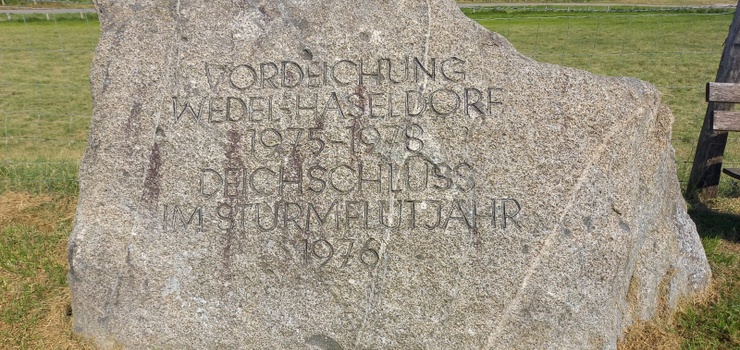 VORDEICHUNG
WEDEL-HASELDORF
1975-1978
DEICHSCHLUSS
IM STURMFLUTJAHR
1976